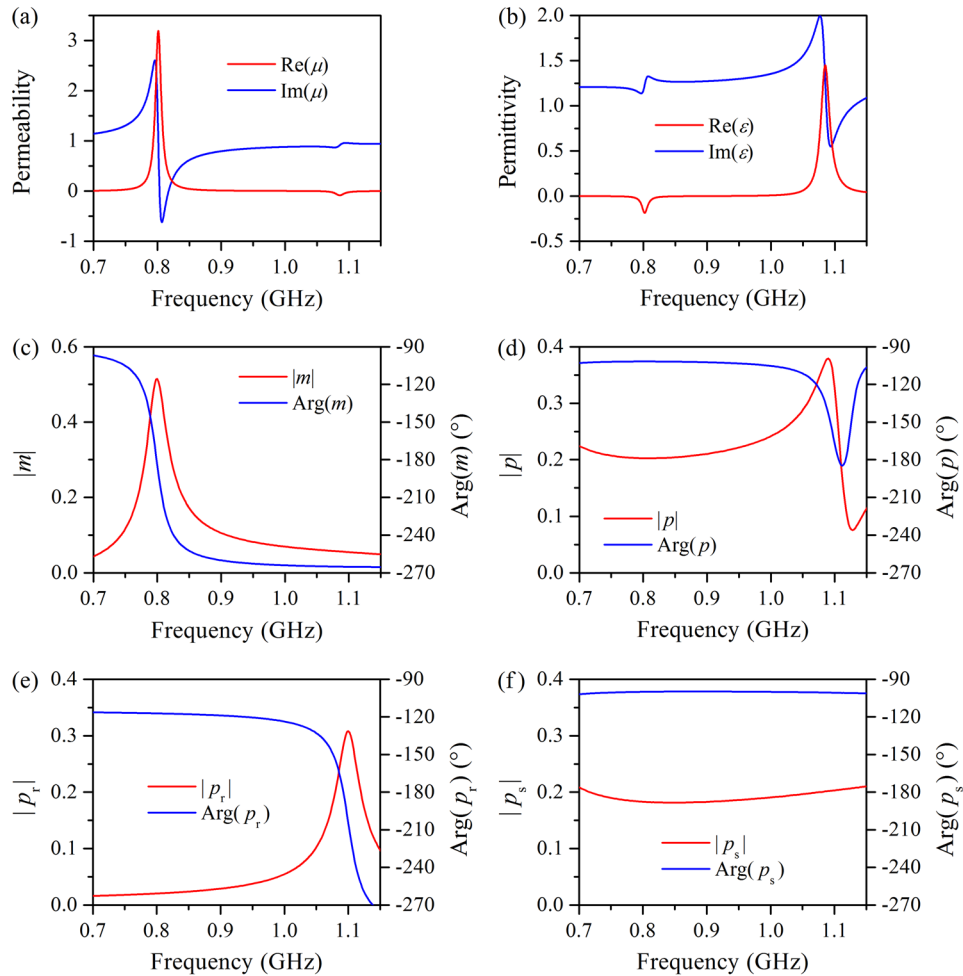 (a)
3
2
1
0
-1
Permeability
Re(μ)
Im(μ)
0.7 0.8 0.9 1.0 1.1
Frequency (GHz)
(b)
2.0
1.5
1.0
0.5
0.0
-0.5
Permittivity
Re(ε)
Im(ε)
0.7 0.8 0.9 1.0 1.1
Frequency (GHz)
(c)
0.6
0.5
0.4
0.3
0.2
0.1
0.0
|m|
|m|
Arg(m)
-90
-120
-150
-180
-210
-240
-270
Arg(m) (°)
0.7 0.8 0.9 1.0 1.1
Frequency (GHz)
(d)
0.4
0.3
0.2
0.1
0.0
|p|
|p|
Arg(p)
-90
-120
-150
-180
-210
-240
-270
Arg(p) (°)
0.7 0.8 0.9 1.0 1.1
Frequency (GHz)
(e)
0.4
0.3
0.2
0.1
0.0
|pr|
|pr|
Arg(pr)
-90
-120
-150
-180
-210
-240
-270
Arg(pr) (°)
0.7 0.8 0.9 1.0 1.1
Frequency (GHz)
(f)
0.4
0.3
0.2
0.1
0.0
|ps|
|ps|
Arg(ps)
-90
-120
-150
-180
-210
-240
-270
Arg(ps) (°)
0.7 0.8 0.9 1.0 1.1
Frequency (GHz)